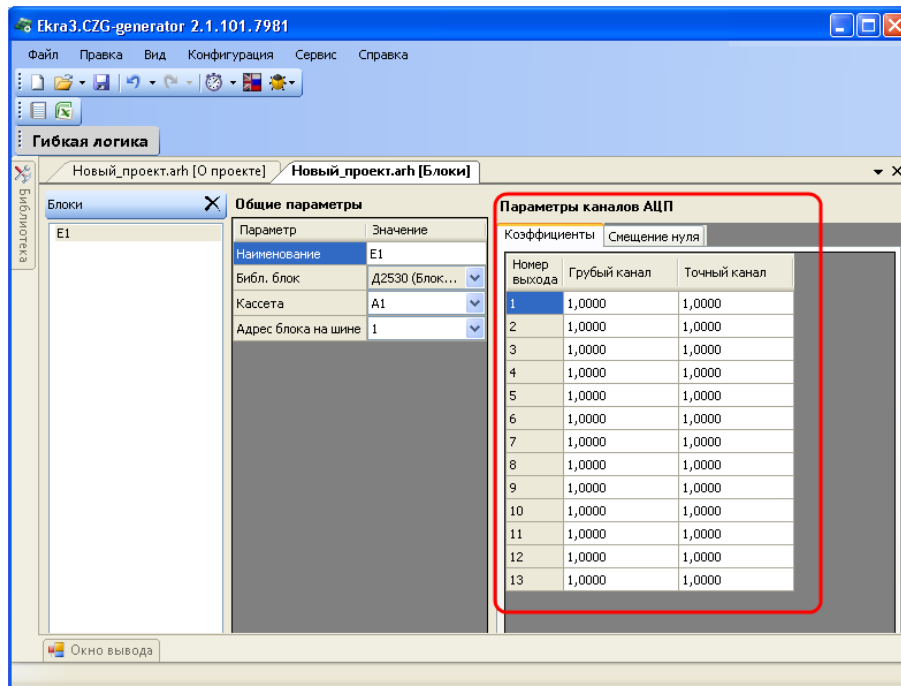 Ekra3.CZG-generator 2.1.101.7981
Файл Правка Вид Конфигурация Сервис Справка
Гибкая логика
Библиотека
Новый_проект.arh [О проекте] Новый_проект.arh [Блоки]
Блоки
E1
Общие параметры
Параметр Значение
Наименование E1
Библ. блок Д2530 (Блок...
Кассета A1
Адрес блока на шине 1
Параметры каналов АЦП
Коэффициенты Смещение нуля
Номер выхода Грубый канал Точный канал
1 1,0000 1,0000
2 1,0000 1,0000
3 1,0000 1,0000
4 1,0000 1,0000
5 1,0000 1,0000
6 1,0000 1,0000
7 1,0000 1,0000
8 1,0000 1,0000
9 1,0000 1,0000
10 1,0000 1,0000
11 1,0000 1,0000
12 1,0000 1,0000
13 1,0000 1,0000
Окно вывода